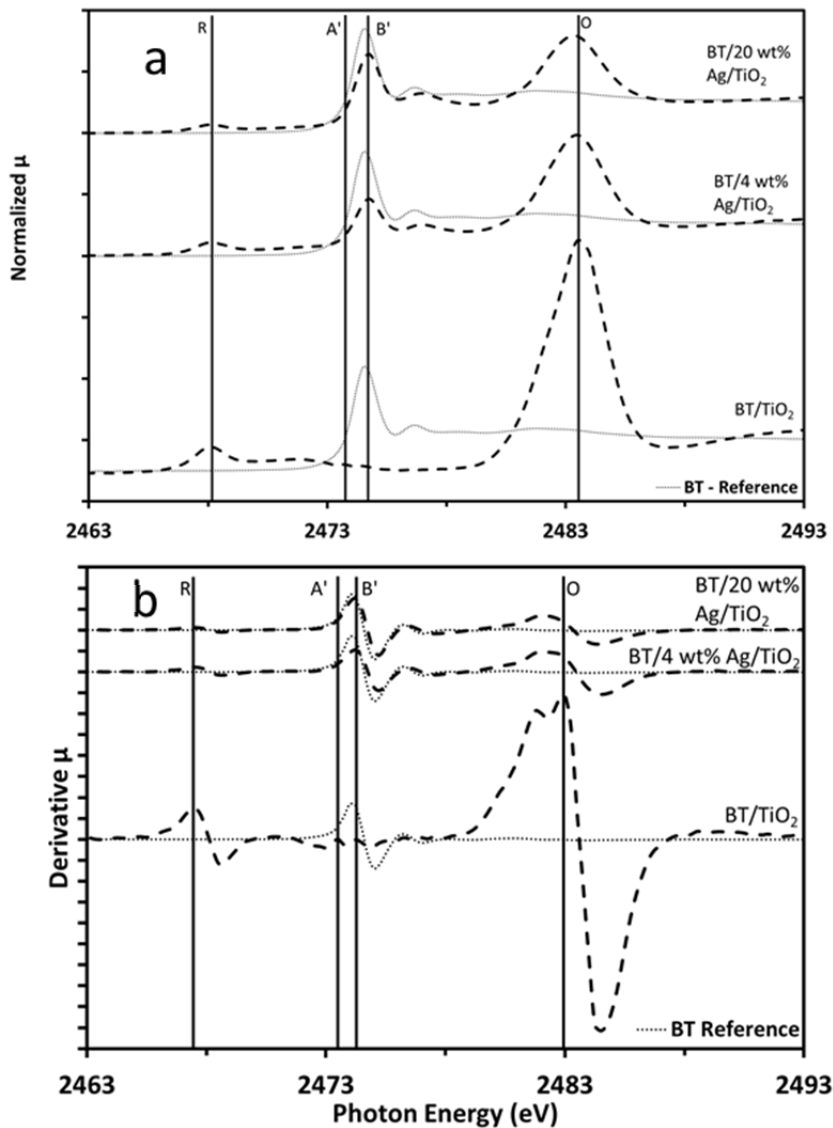 a
R
A'
B'
O
BT/20 wt%
Ag/TiO₂
BT/4 wt%
Ag/TiO₂
BT/TiO₂
BT - Reference
Normalized μ
2463 2473 2483 2493
b
R
A'
B'
O
BT/20 wt%
Ag/TiO₂
BT/4 wt% Ag/TiO₂
BT/TiO₂
BT Reference
Derivative μ
2463 2473 2483 2493
Photon Energy (eV)